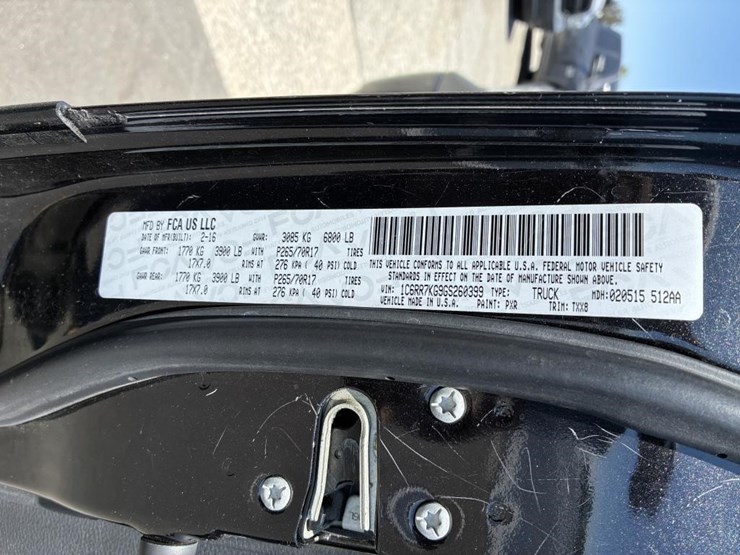 MFD BY FCA US LLC
DATE OF MFR(BUILT): 2-16 GVWR: 3085 KG 6800 LB
GAWR FRONT: 1770 KG 3900 LB WITH P265/70R17 TIRES
17X7.0 RIMS AT 276 KPA( 40 PSI) COLD
GAWR REAR: 1770 KG 3900 LB WITH P265/70R17 TIRES
17X7.0 RIMS AT 276 KPA( 40 PSI) COLD
THIS VEHICLE CONFORMS TO ALL APPLICABLE U.S.A. FEDERAL MOTOR VEHICLE SAFETY
STANDARDS IN EFFECT ON THE DATE OF MANUFACTURE SHOWN ABOVE.
VIN: 1C6RR7KG9GS260399 TYPE: TRUCK MDH: 020515 512AA
VEHICLE MADE IN U.S.A. PAINT: PXR TRIM: TXX8